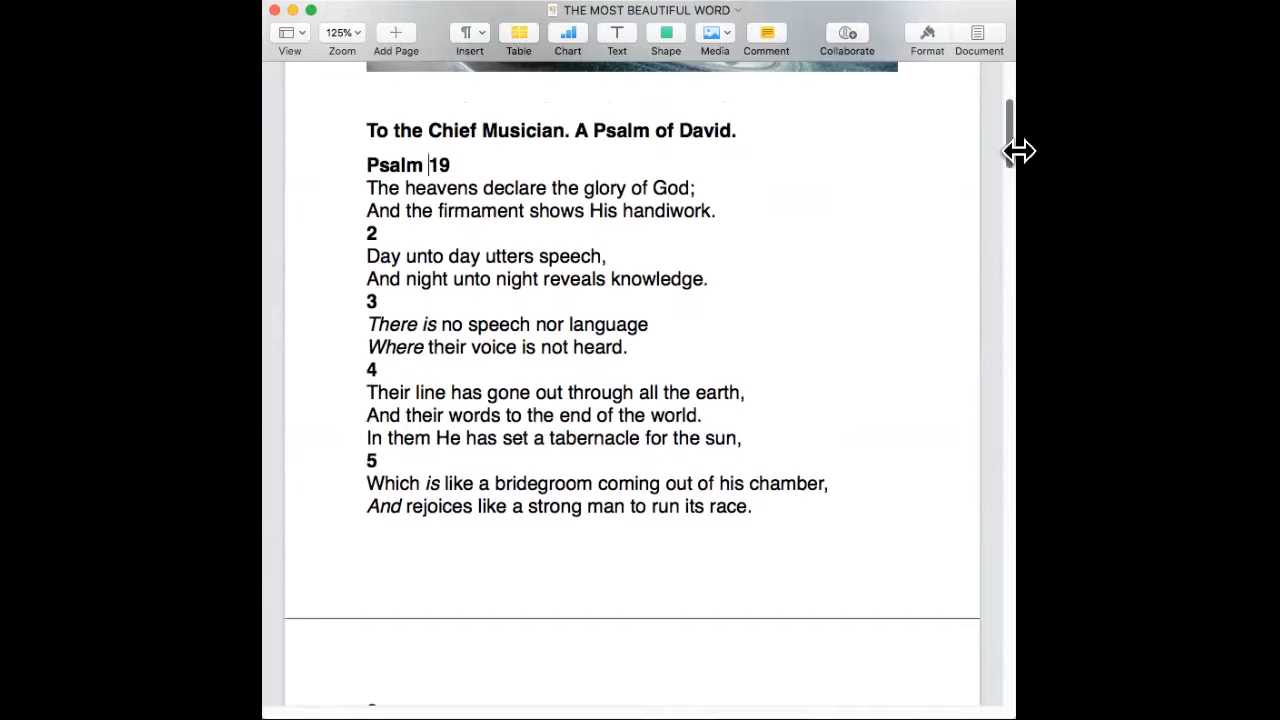 THE MOST BEAUTIFUL WORD
125%
View Zoom Add Page Insert Table Chart Text Shape Media Comment Collaborate Format Document
To the Chief Musician. A Psalm of David.
Psalm 19
The heavens declare the glory of God;
And the firmament shows His handiwork.
2
Day unto day utters speech,
And night unto night reveals knowledge.
3
There is no speech nor language
Where their voice is not heard.
4
Their line has gone out through all the earth,
And their words to the end of the world.
In them He has set a tabernacle for the sun,
5
Which is like a bridegroom coming out of his chamber,
And rejoices like a strong man to run its race.